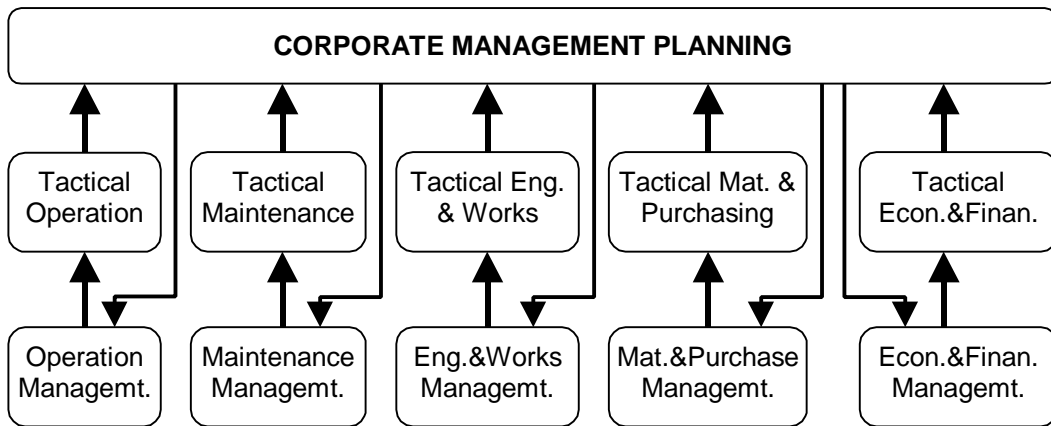 CORPORATE MANAGEMENT PLANNING
Tactical
Operation
Tactical
Maintenance
Tactical Eng.
& Works
Tactical Mat. &
Purchasing
Tactical
Econ.&Finan.
Operation
Managemt.
Maintenance
Managemt.
Eng.&Works
Managemt.
Mat.&Purchase
Managemt.
Econ.&Finan.
Managemt.